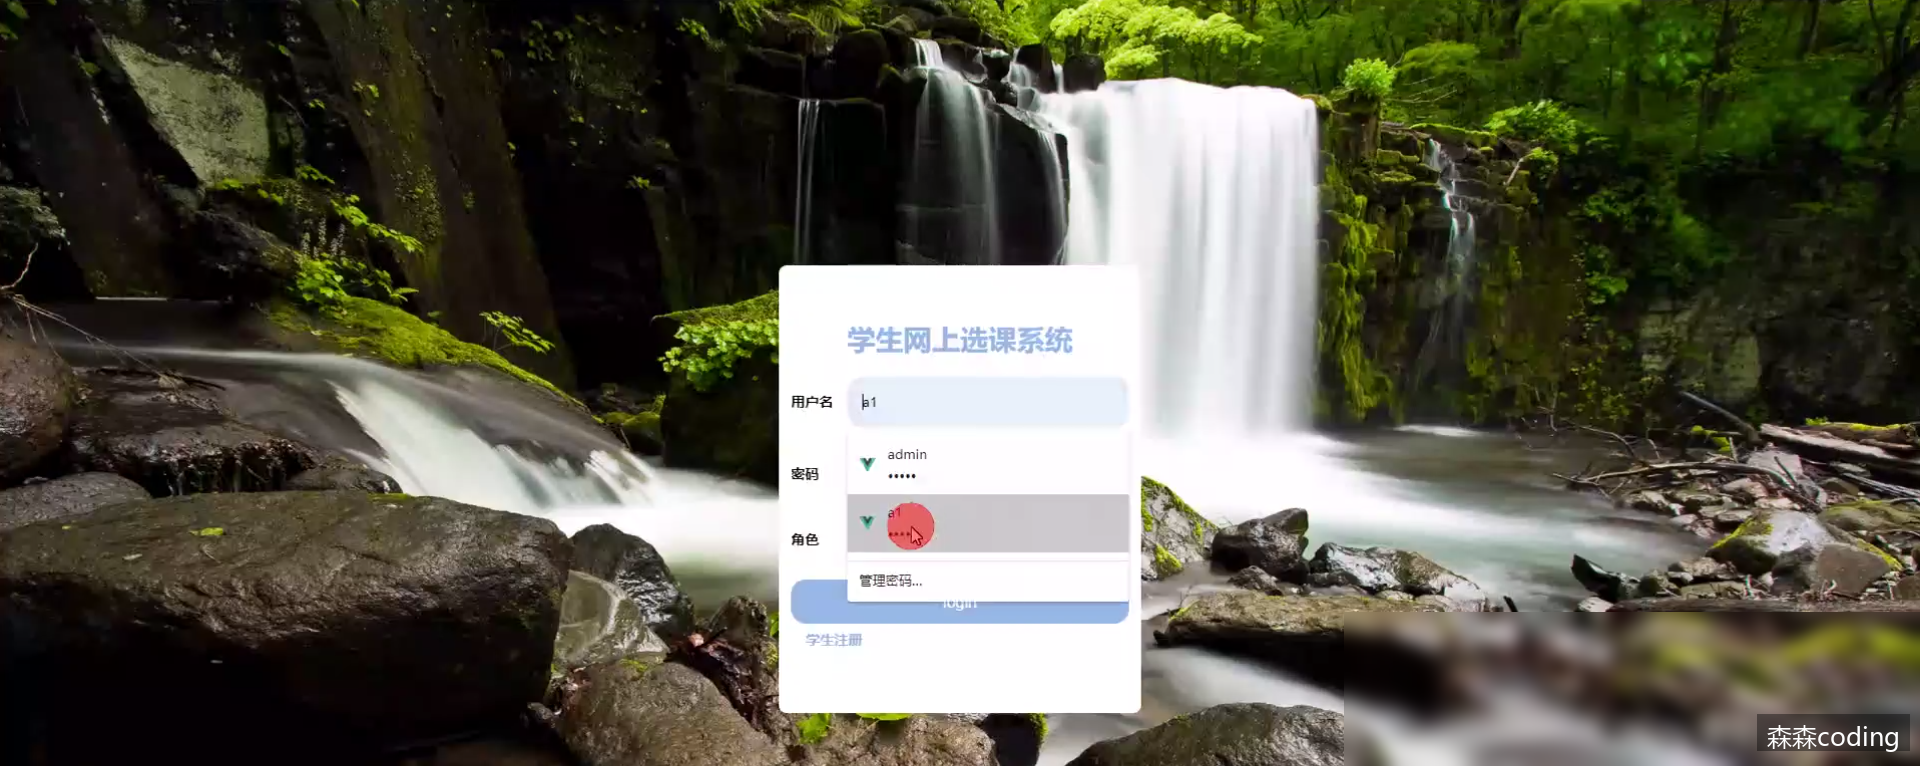 学生网上选课系统
用户名
a1
admin
•••••
密码
a1
角色
管理密码...
login
学生注册
森森coding